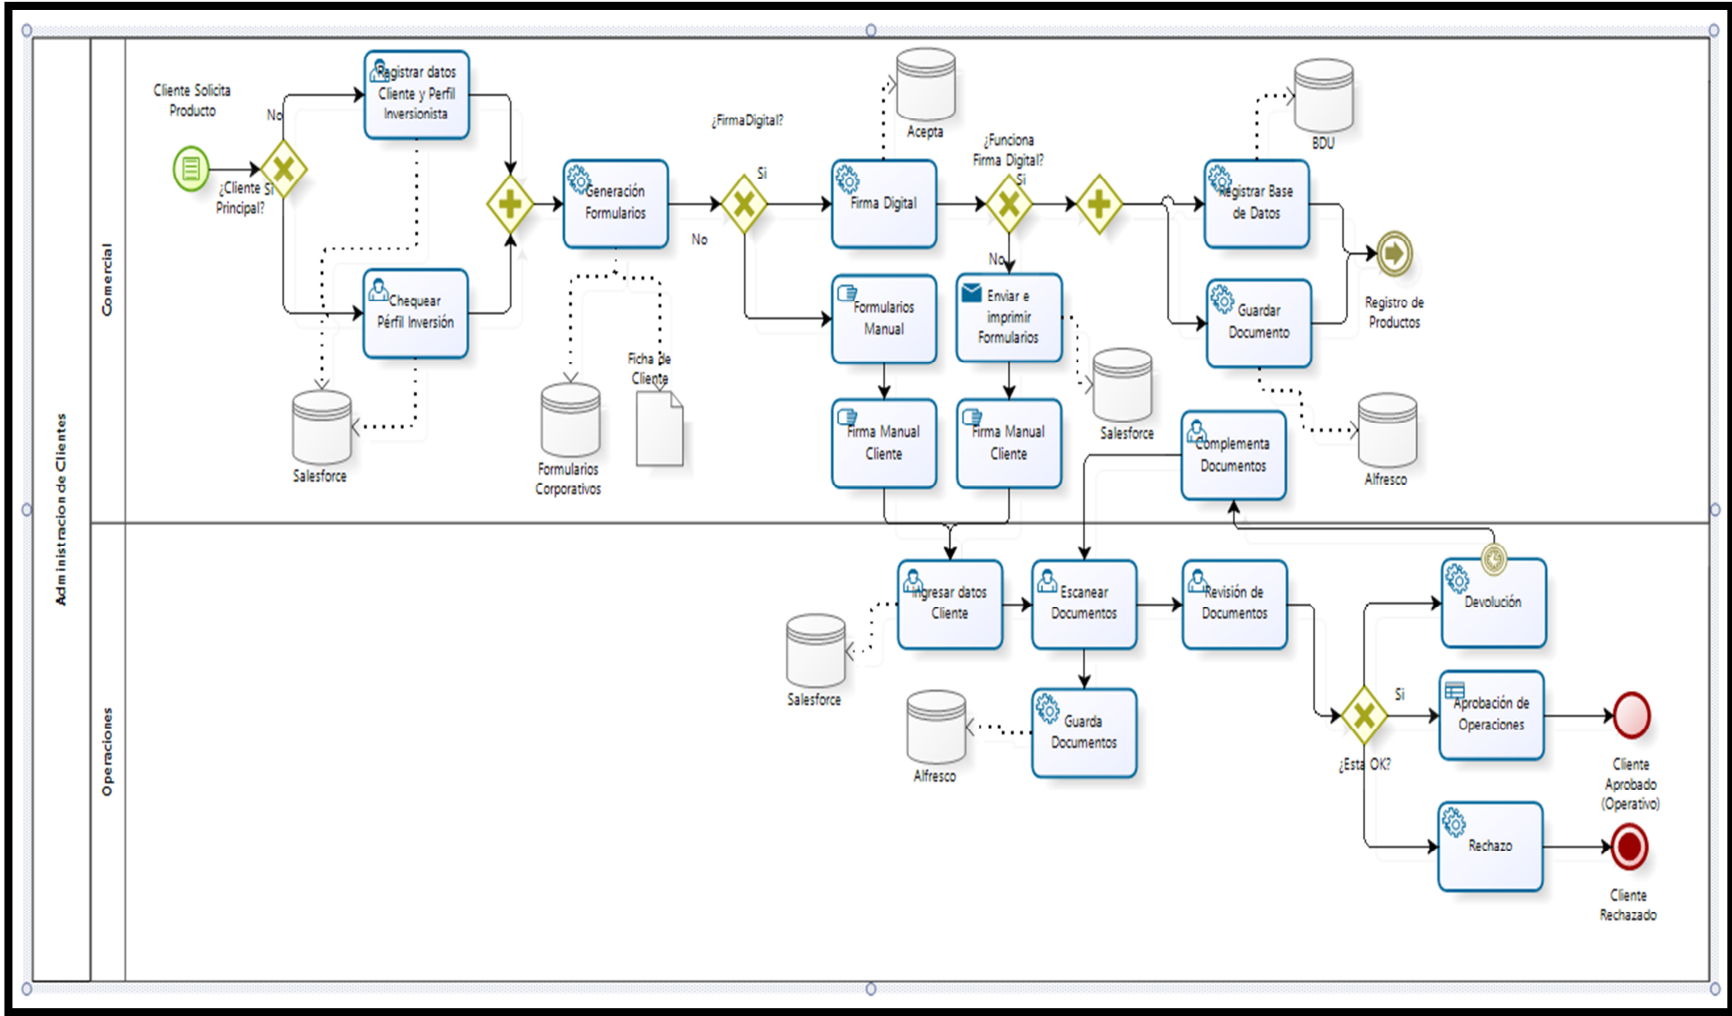 Administracion de Clientes
Comercial
Cliente Solicita
Producto
No
¿Cliente Si
Principal?
Registrar datos
Cliente y Perfil
Inversionista
Chequear
Pérfil Inversión
Salesforce
Generación
Formularios
Formularios
Corporativos
Ficha de
Cliente
¿FirmaDigital?
Si
No
Firma Digital
Acepta
Formularios
Manual
Firma Manual
Cliente
¿Funciona
Firma Digital?
Si
No
Enviar e
imprimir
Formularios
Salesforce
Firma Manual
Cliente
Registrar Base
de Datos
BDU
Guardar
Documento
Alfresco
Registro de
Productos
Complementa
Documentos
Operaciones
Ingresar datos
Cliente
Salesforce
Escanear
Documentos
Guarda
Documentos
Alfresco
Revisión de
Documentos
¿Esta OK?
Si
Devolución
Aprobación de
Operaciones
Cliente
Aprobado
(Operativo)
Rechazo
Cliente
Rechazado